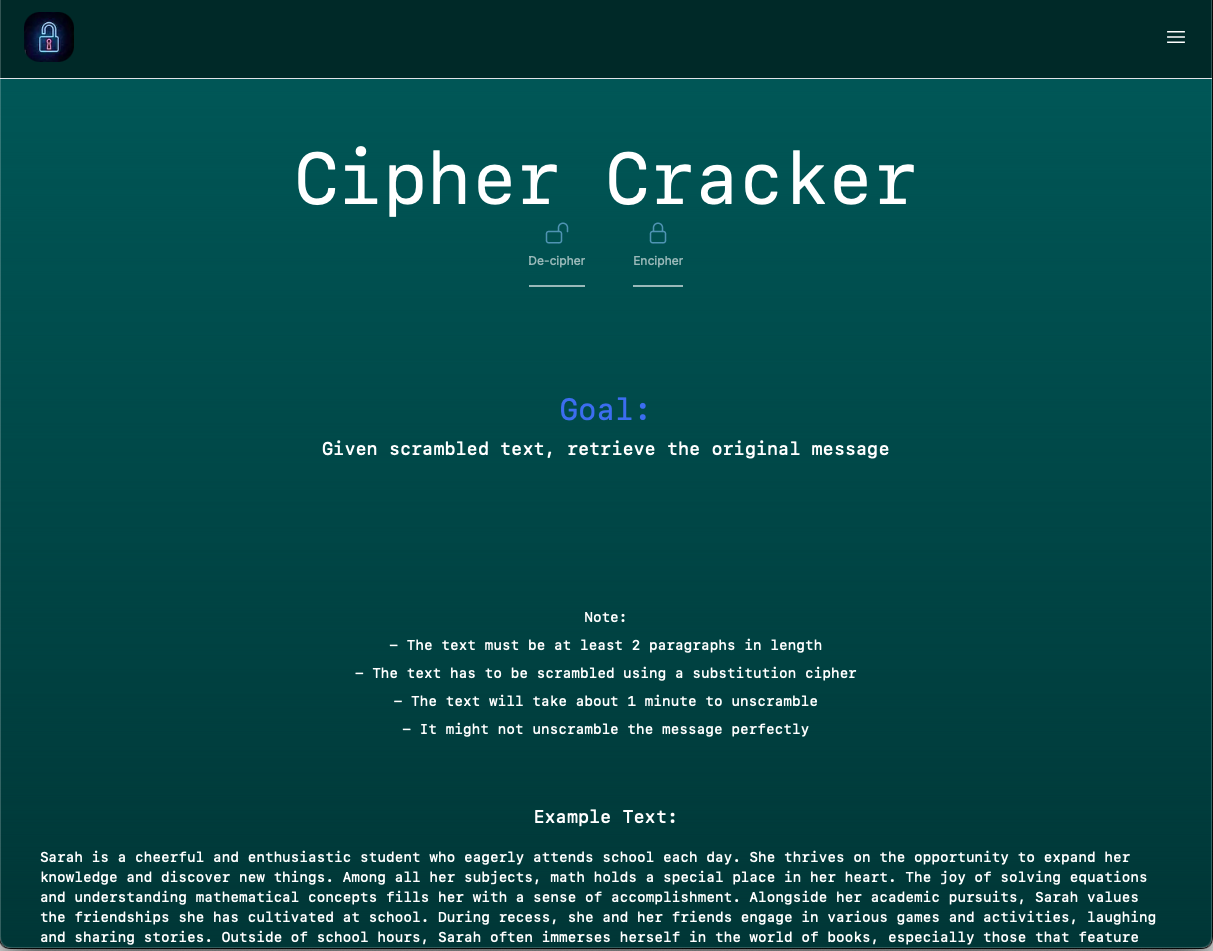 Cipher Cracker
De-cipher
Encipher
Goal:
Given scrambled text, retrieve the original message
Note:
– The text must be at least 2 paragraphs in length
– The text has to be scrambled using a substitution cipher
– The text will take about 1 minute to unscramble
– It might not unscramble the message perfectly
Example Text:
Sarah is a cheerful and enthusiastic student who eagerly attends school each day. She thrives on the opportunity to expand her
knowledge and discover new things. Among all her subjects, math holds a special place in her heart. The joy of solving equations
and understanding mathematical concepts fills her with a sense of accomplishment. Alongside her academic pursuits, Sarah values
the friendships she has cultivated at school. During recess, she and her friends engage in various games and activities, laughing
and sharing stories. Outside of school hours, Sarah often immerses herself in the world of books, especially those that feature